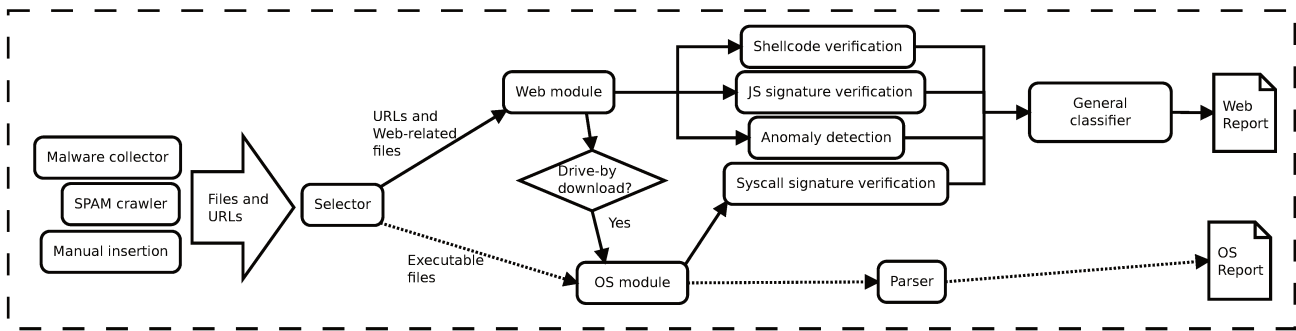 Malware collector
SPAM crawler
Manual insertion
Files and
URLs
Selector
URLs and
Web-related
files
Executable
files
Web module
Drive-by
download?
Yes
OS module
Shellcode verification
JS signature verification
Anomaly detection
Syscall signature verification
Parser
General
classifier
Web
Report
OS
Report